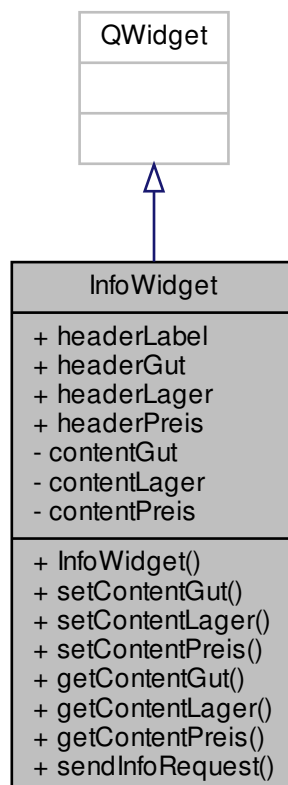 QWidget
InfoWidget
+ headerLabel
+ headerGut
+ headerLager
+ headerPreis
- contentGut
- contentLager
- contentPreis
+ InfoWidget()
+ setContentGut()
+ setContentLager()
+ setContentPreis()
+ getContentGut()
+ getContentLager()
+ getContentPreis()
+ sendInfoRequest()